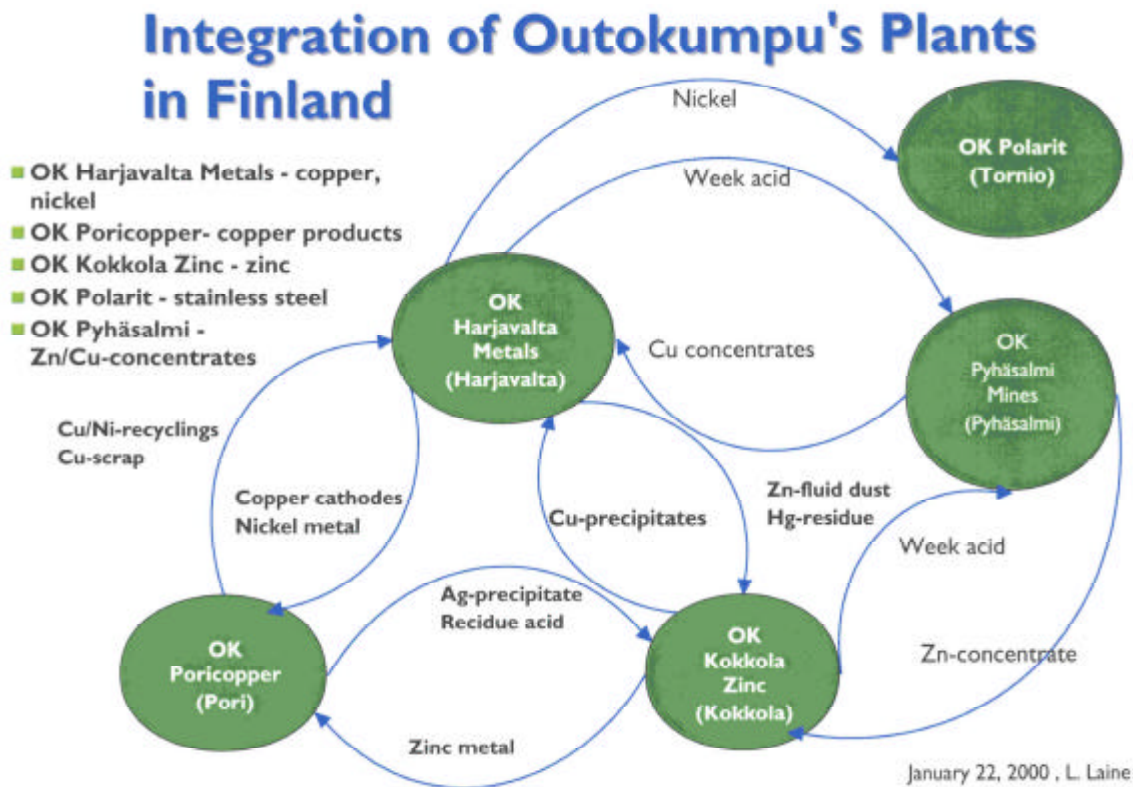 Integration of Outokumpu's Plants
in Finland
OK Harjavalta Metals - copper,
nickel
OK Poricopper- copper products
OK Kokkola Zinc - zinc
OK Polarit - stainless steel
OK Pyhäsalmi -
Zn/Cu-concentrates
Nickel
OK Polarit
(Tornio)
Week acid
OK
Harjavalta
Metals
(Harjavalta)
Cu concentrates
OK
Pyhäsalmi
Mines
(Pyhäsalmi)
Cu/Ni-recyclings
Cu-scrap
Copper cathodes
Nickel metal
Cu-precipitates
Zn-fluid dust
Hg-residue
Week acid
Ag-precipitate
Recidue acid
OK
Poricopper
(Pori)
OK
Kokkola
Zinc
(Kokkola)
Zn-concentrate
Zinc metal
January 22, 2000 , L. Laine